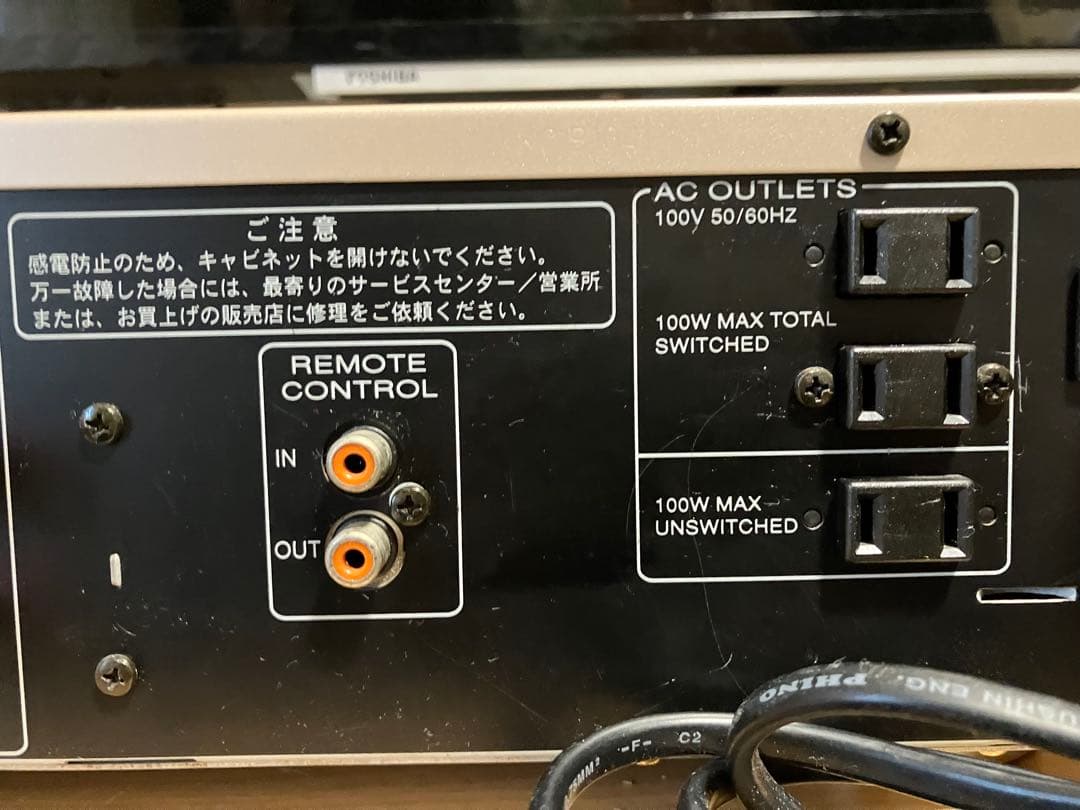 TOSHIBA
ご注意
感電防止のため、キャビネットを開けないでください。
万一故障した場合には、最寄りのサービスセンター／営業所
または、お買上げの販売店に修理をご依頼ください。
AC OUTLETS
100V 50/60HZ
100W MAX TOTAL
SWITCHED
100W MAX
UNSWITCHED
REMOTE
CONTROL
IN
OUT
ENG. PHINO
-F- C2